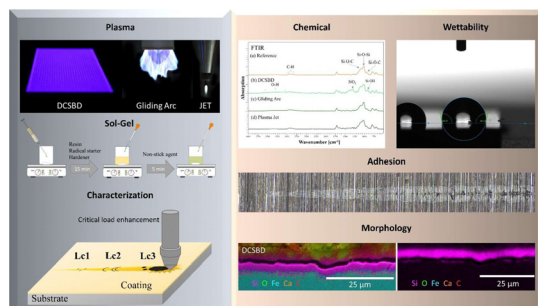 Plasma
DCSBD
Gliding Arc
JET
Sol-Gel
Resin
Radical starter
Hardener
Non-stick agent
5 min
Characterization
Critical load enhancement
Lc1
Lc2
Lc3
Coating
Substrate
Chemical
FTIR
(a) Reference
(b) DCSBD
(c) Gliding Arc
(d) Plasma Jet
C-H
O-H
Si-O-C
Si-O-Si
Si-O-C
Si-OH
Absorption
Wavenumber [cm⁻¹]
Wettability
Adhesion
Morphology
DCSBD
25 µm
Si O Fe Ca C
25 µm
Si O Fe Ca C